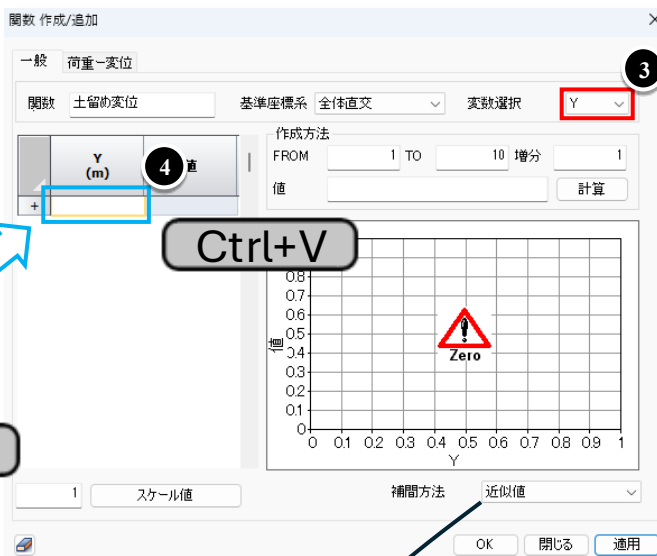 関数 作成/追加
一般 荷重ー変位
3
関数 土留め変位 基準座標系 全体直交 変数選択 Y
作成方法
FROM 1 TO 10 増分 1
値 計算
Y
(m)
4 値
+
Ctrl+V
0.8
0.7
0.6
0.5
0.4
0.3
0.2
0.1
0
値
Zero
0 0.1 0.2 0.3 0.4 0.5 0.6 0.7 0.8 0.9 1
Y
1 スケール値 補間方法 近似値
OK 閉じる 適用